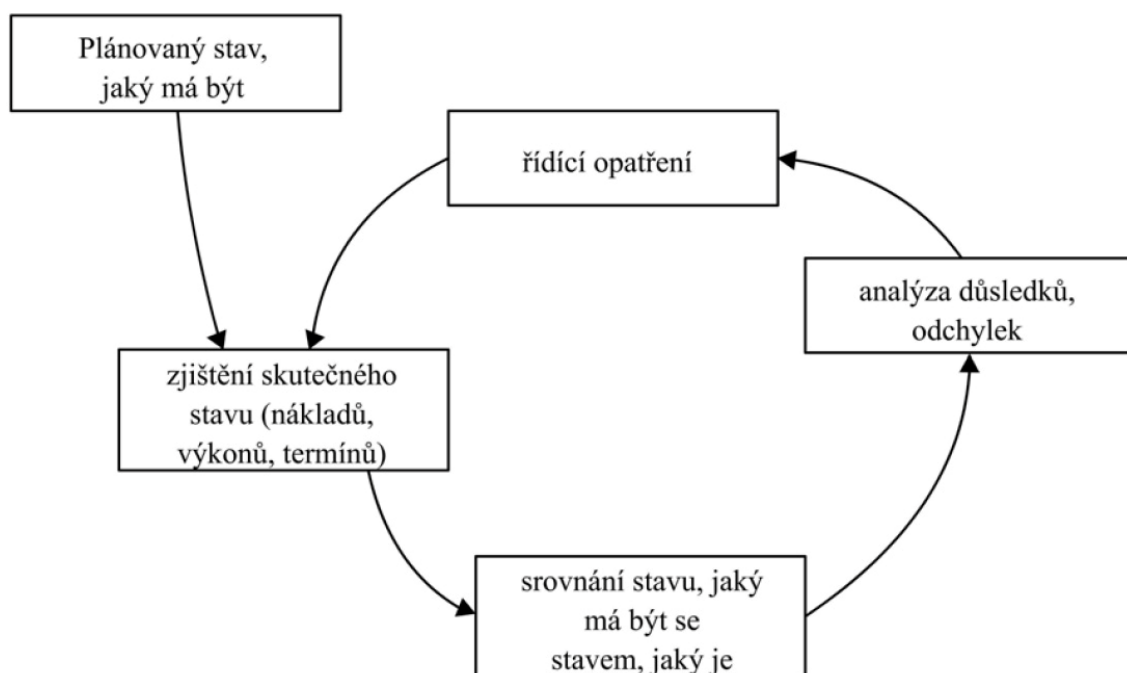 Plánovaný stav,
jaký má být
řídící opatření
analýza důsledků,
odchylek
zjištění skutečného
stavu (nákladů,
výkonů, termínů)
srovnání stavu, jaký
má být se
stavem, jaký je